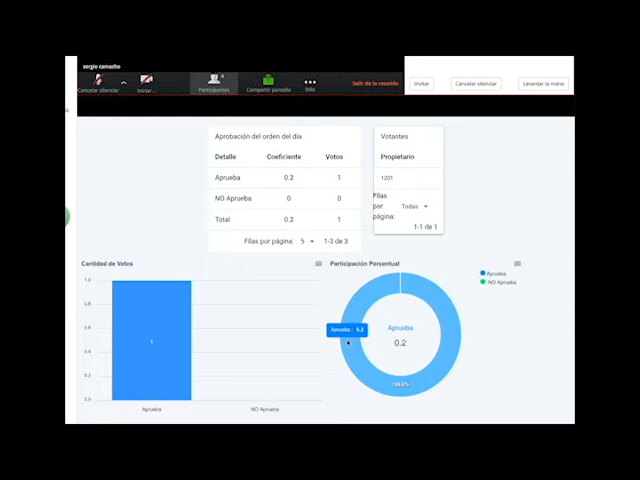 sergio camacho
Cancelar silenciar
Iniciar...
4
Participantes
Compartir pantalla
Más
Salir de la reunión
Invitar
Cancelar silenciar
Levantar la mano
Aprobación del orden del día
Detalle Coeficiente Votos
Aprueba 0.2 1
NO Aprueba 0 0
Total 0.2 1
Filas por página: 5 1-3 de 3
Votantes
Propietario
1201
Filas por página: Todas
1-1 de 1
Cantidad de Votos
1.0
0.8
0.6
0.4
0.2
0.0
1
Aprueba
NO Aprueba
Participación Porcentual
Aprueba
NO Aprueba
Aprueba : 0.2
Aprueba
0.2
100.0%